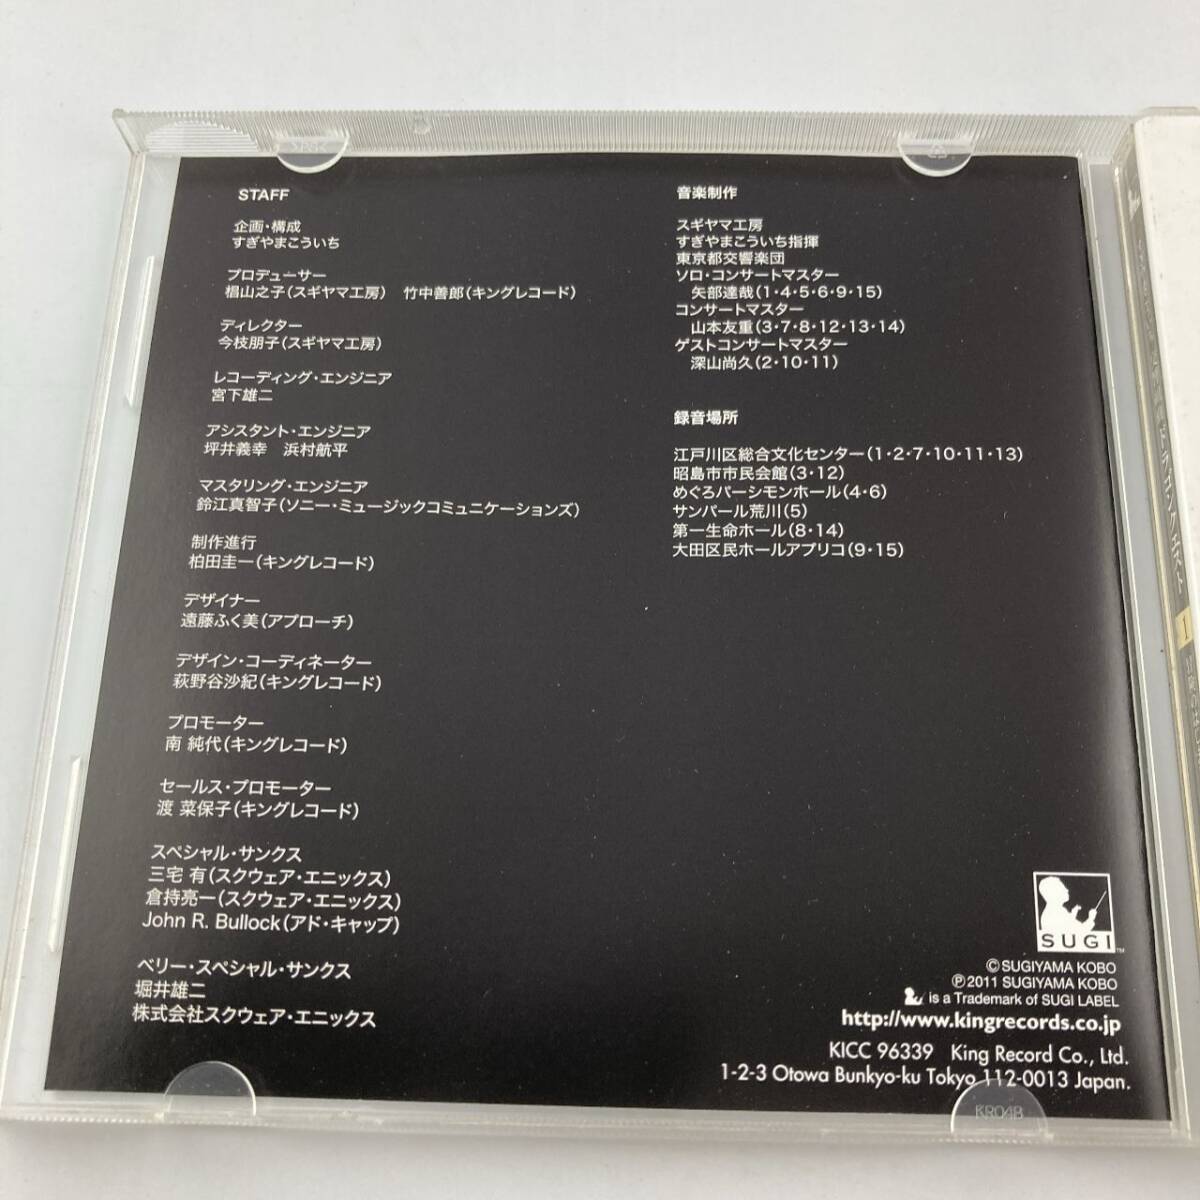 STAFF
企画・構成
すぎやまこういち
プロデューサー
椙山之子(スギヤマ工房) 竹中善郎(キングレコード)
ディレクター
今枝朋子(スギヤマ工房)
レコーディング・エンジニア
宮下雄二
アシスタント・エンジニア
坪井義幸 浜村航平
マスタリング・エンジニア
鈴江真智子(ソニー・ミュージックコミュニケーションズ)
制作進行
柏田圭一(キングレコード)
デザイナー
遠藤ふく美(アプローチ)
デザイン・コーディネーター
萩野谷沙紀(キングレコード)
プロモーター
南 純代(キングレコード)
セールス・プロモーター
渡 菜保子(キングレコード)
スペシャル・サンクス
三宅 有(スクウェア・エニックス)
倉持亮一(スクウェア・エニックス)
John R. Bullock(アド・キャップ)
ベリー・スペシャル・サンクス
堀井雄二
株式会社スクウェア・エニックス
音楽制作
スギヤマ工房
すぎやまこういち指揮
東京都交響楽団
ソロ・コンサートマスター
矢部達哉(1・4・5・6・9・15)
コンサートマスター
山本友重(3・7・8・12・13・14)
ゲストコンサートマスター
深山尚久(2・10・11)
録音場所
江戸川区総合文化センター(1・2・7・10・11・13)
昭島市市民会館(3・12)
めぐろパーシモンホール(4・6)
サンパール荒川(5)
第一生命ホール(8・14)
大田区民ホールアプリコ(9・15)
SUGI™
©SUGIYAMA KOBO
℗2011 SUGIYAMA KOBO
is a Trademark of SUGI LABEL
http://www.kingrecords.co.jp
KICC 96339 King Record Co., Ltd.
1-2-3 Otowa Bunkyo-ku Tokyo 112-0013 Japan.
KR04B